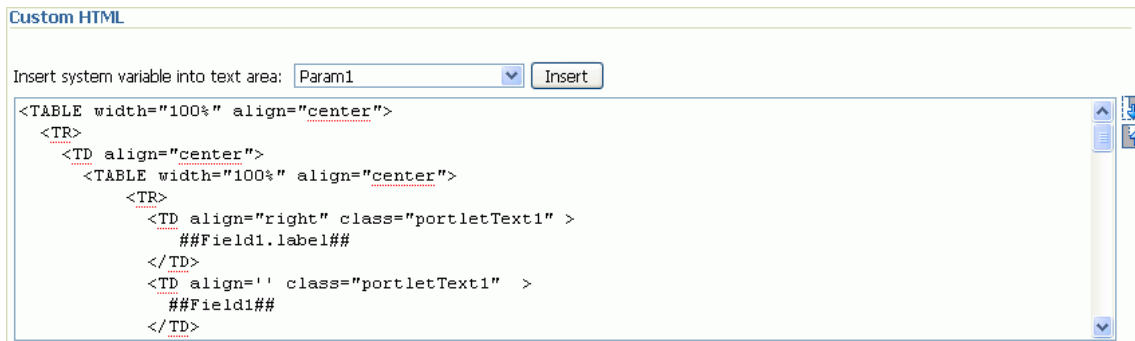 Custom HTML
Insert system variable into text area: Param1 Insert
<TABLE width="100%" align="center">
<TR>
<TD align="center">
<TABLE width="100%" align="center">
<TR>
<TD align="right" class="portletText1" >
##Field1.label##
</TD>
<TD align='' class="portletText1"  >
##Field1##
</TD>